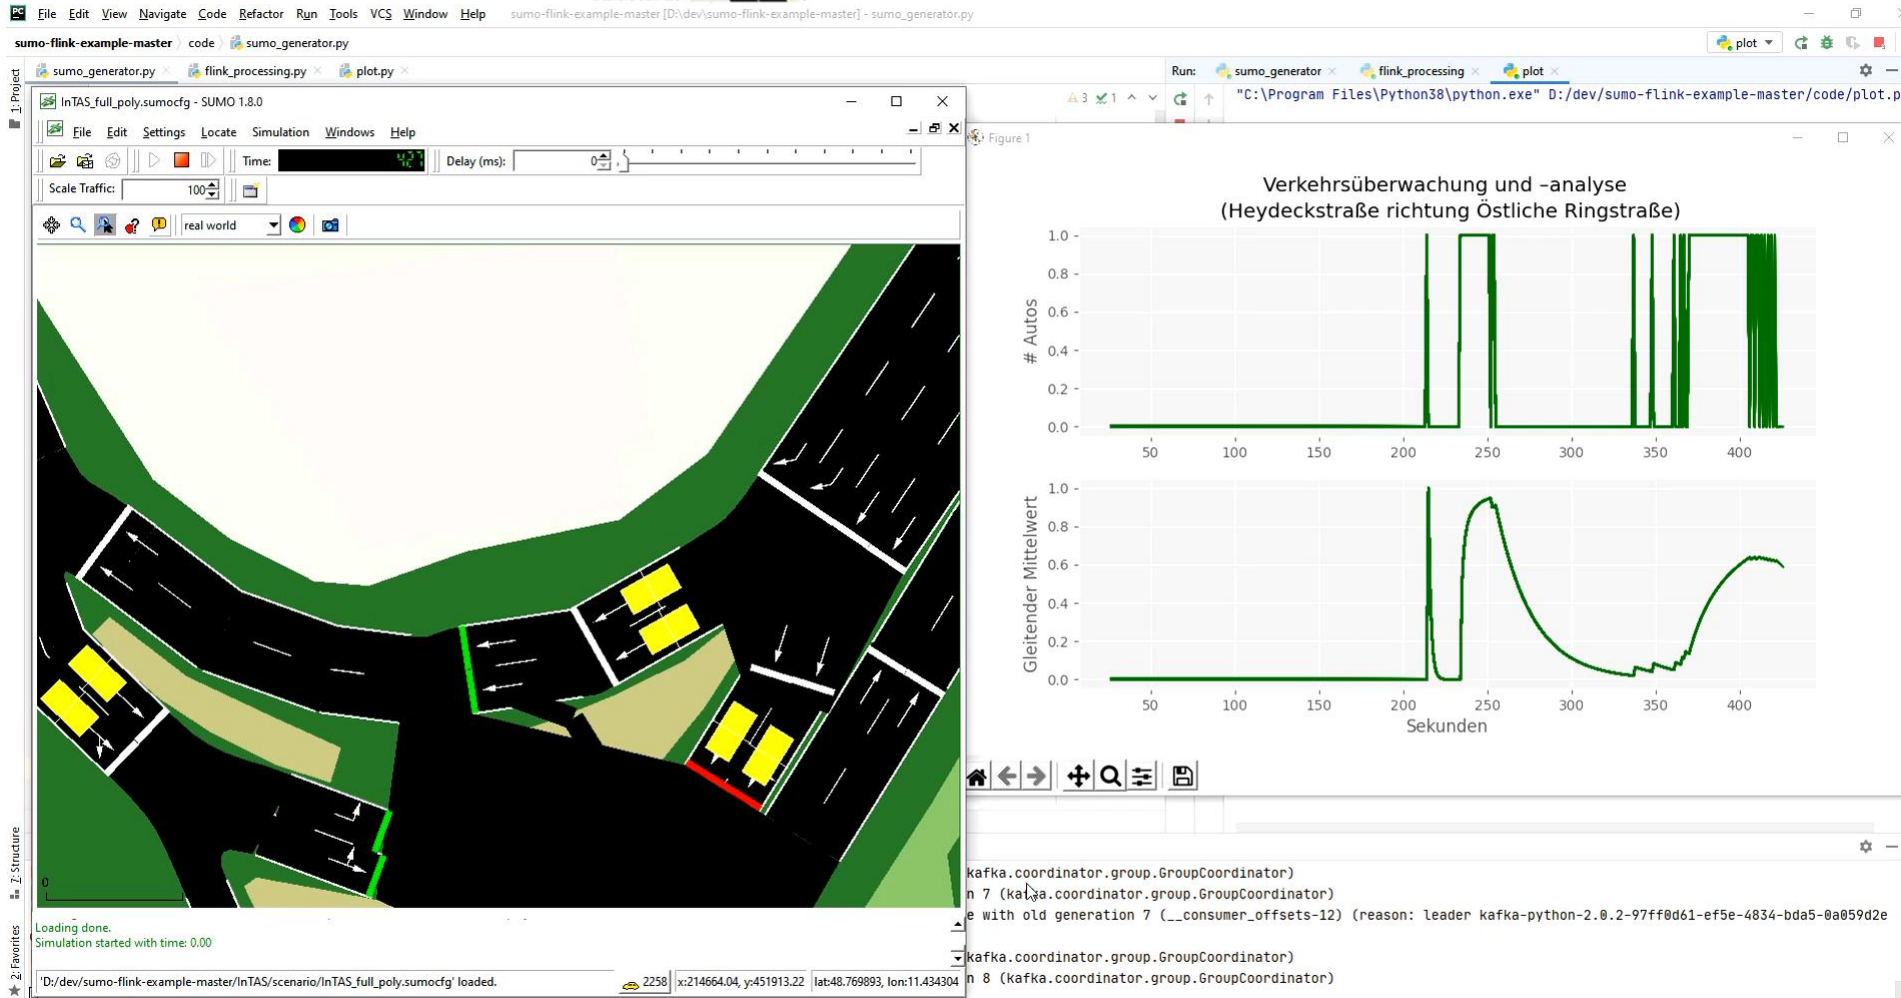 File Edit View Navigate Code Refactor Run Tools VCS Window Help sumo-flink-example-master [D:\dev\sumo-flink-example-master] - sumo_generator.py
sumo-flink-example-master code sumo_generator.py plot
sumo_generator.py flink_processing.py plot.py
Run: sumo_generator flink_processing plot
1: Project
3 1
"C:\Program Files\Python38\python.exe" D:/dev/sumo-flink-example-master/code/plot.p
InTAS_full_poly.sumocfg - SUMO 1.8.0
File Edit Settings Locate Simulation Windows Help
Time: 427 Delay (ms): 0
Scale Traffic: 100
real world
0
Loading done.
Simulation started with time: 0.00
'D:/dev/sumo-flink-example-master/InTAS/scenario/InTAS_full_poly.sumocfg' loaded. 2258 x:214664.04, y:451913.22 lat:48.769893, lon:11.434304
Figure 1
Verkehrsüberwachung und –analyse
(Heydeckstraße richtung Östliche Ringstraße)
# Autos
1.0
0.8
0.6
0.4
0.2
0.0
50 100 150 200 250 300 350 400
Gleitender Mittelwert
1.0
0.8
0.6
0.4
0.2
0.0
50 100 150 200 250 300 350 400
Sekunden
Z: Structure
2: Favorites
kafka.coordinator.group.GroupCoordinator)
n 7 (kafka.coordinator.group.GroupCoordinator)
e with old generation 7 (__consumer_offsets-12) (reason: leader kafka-python-2.0.2-97ff0d61-ef5e-4834-bda5-0a059d2e
kafka.coordinator.group.GroupCoordinator)
n 8 (kafka.coordinator.group.GroupCoordinator)